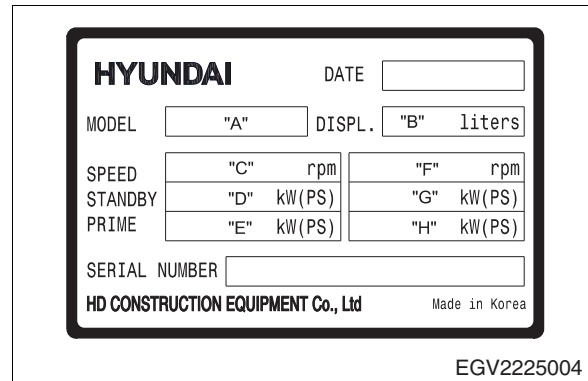 HYUNDAI DATE
MODEL "A" DISPL. "B" liters
SPEED "C" rpm "F" rpm
STANDBY "D" kW(PS) "G" kW(PS)
PRIME "E" kW(PS) "H" kW(PS)
SERIAL NUMBER
HD CONSTRUCTION EQUIPMENT Co., Ltd Made in Korea
EGV2225004